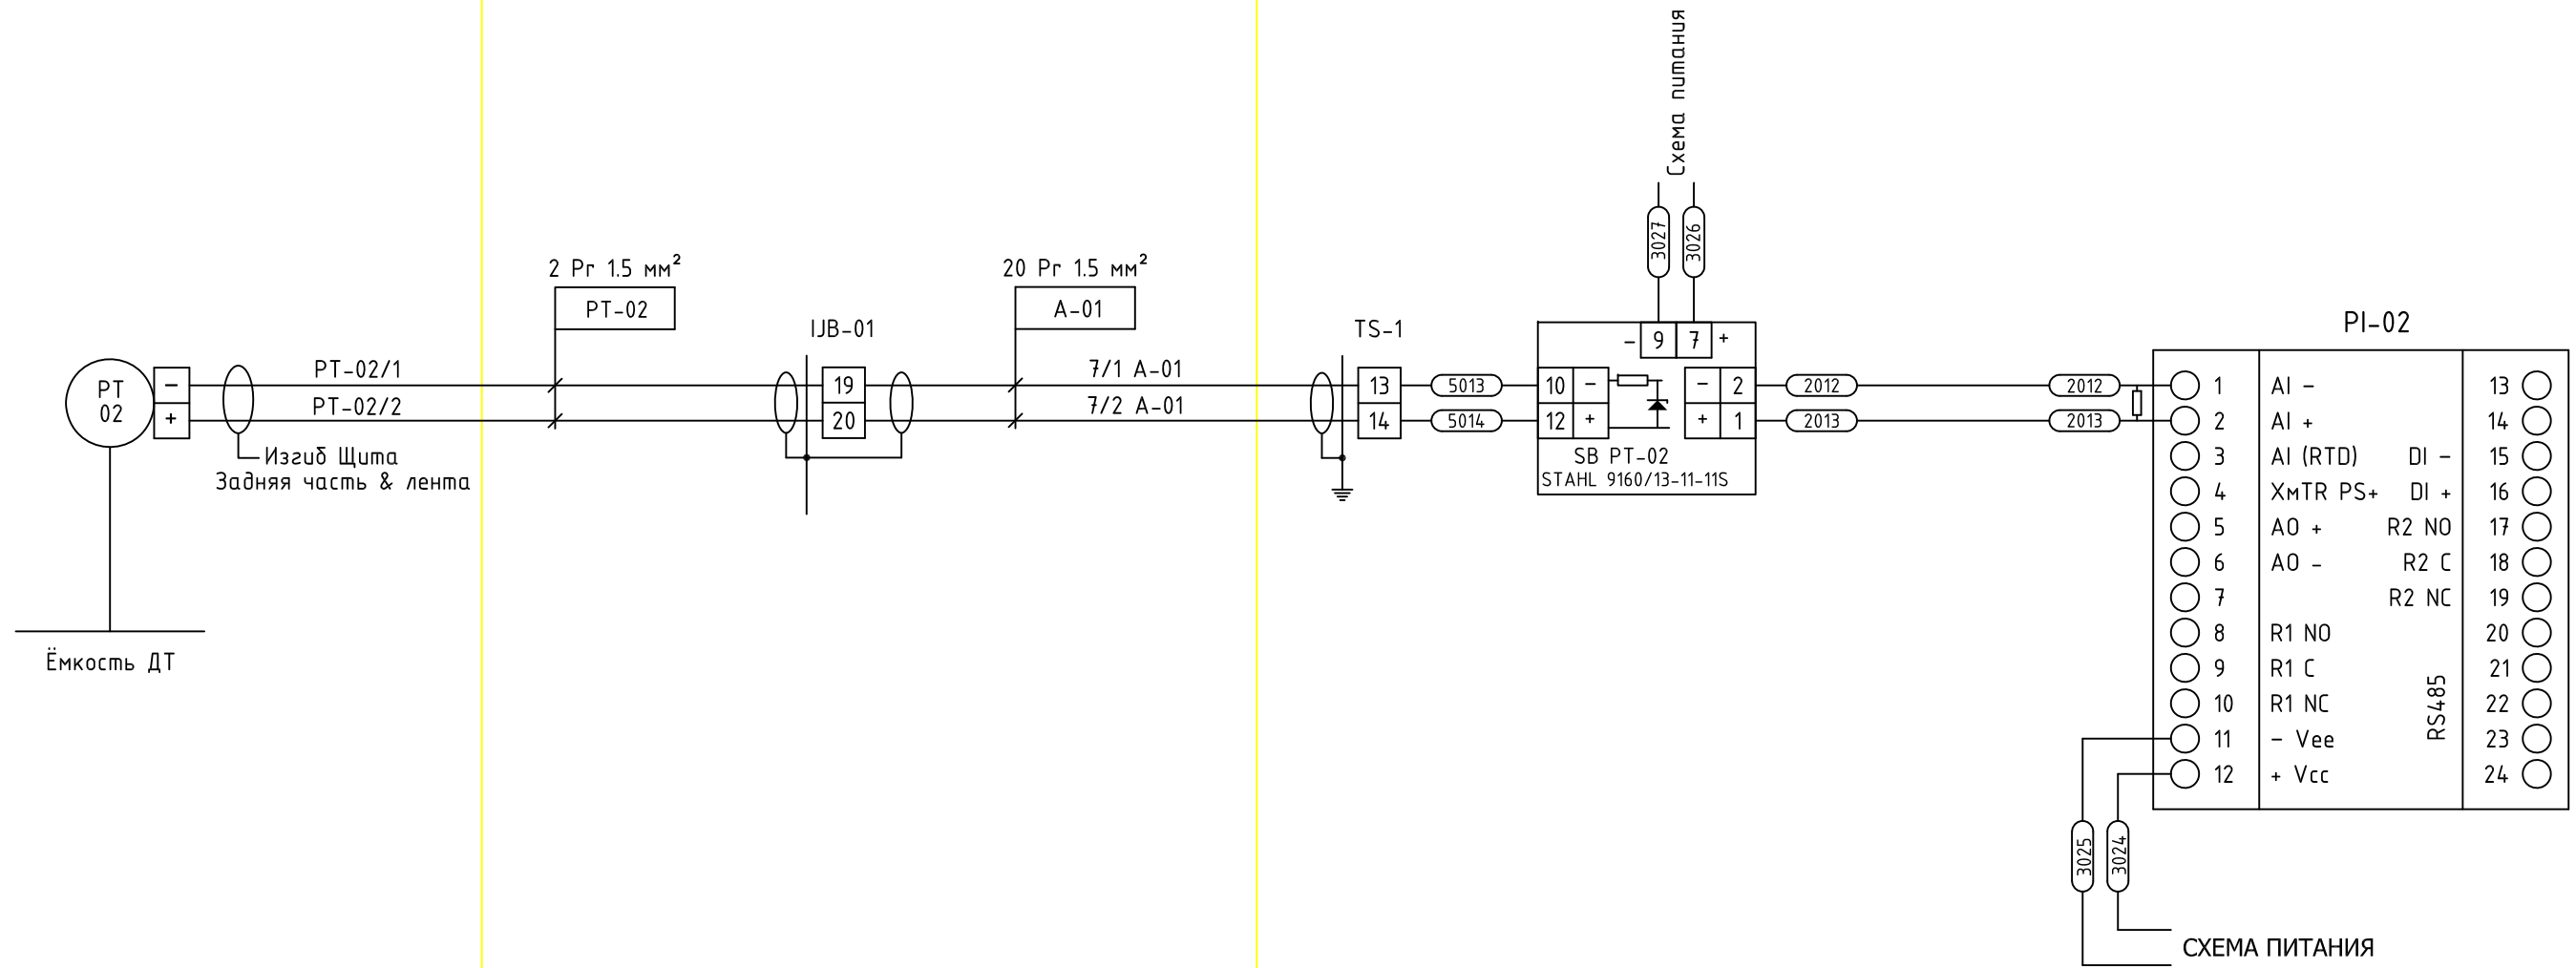 Схема питания
3027
3026
2 Pr 1.5 мм²
PT-02
20 Pr 1.5 мм²
A-01
IJB-01
TS-1
PI-02
PT
02
-
+
PT-02/1
PT-02/2
Изгиб Щита
Задняя часть & лента
Ёмкость ДТ
19
20
7/1 A-01
7/2 A-01
13
14
5013
5014
- 9 7 +
10 -
12 +
- 2
+ 1
SB PT-02
STAHL 9160/13-11-11S
2012
2013
2012
2013
1 AI - 13
2 AI + 14
3 AI (RTD) DI - 15
4 XмTR PS+ DI + 16
5 AO + R2 NO 17
6 AO - R2 C 18
7 R2 NC 19
8 R1 NO 20
9 R1 C 21
10 R1 NC 22
11 - Vee 23
12 + Vcc 24
RS485
3025
3024
СХЕМА ПИТАНИЯ